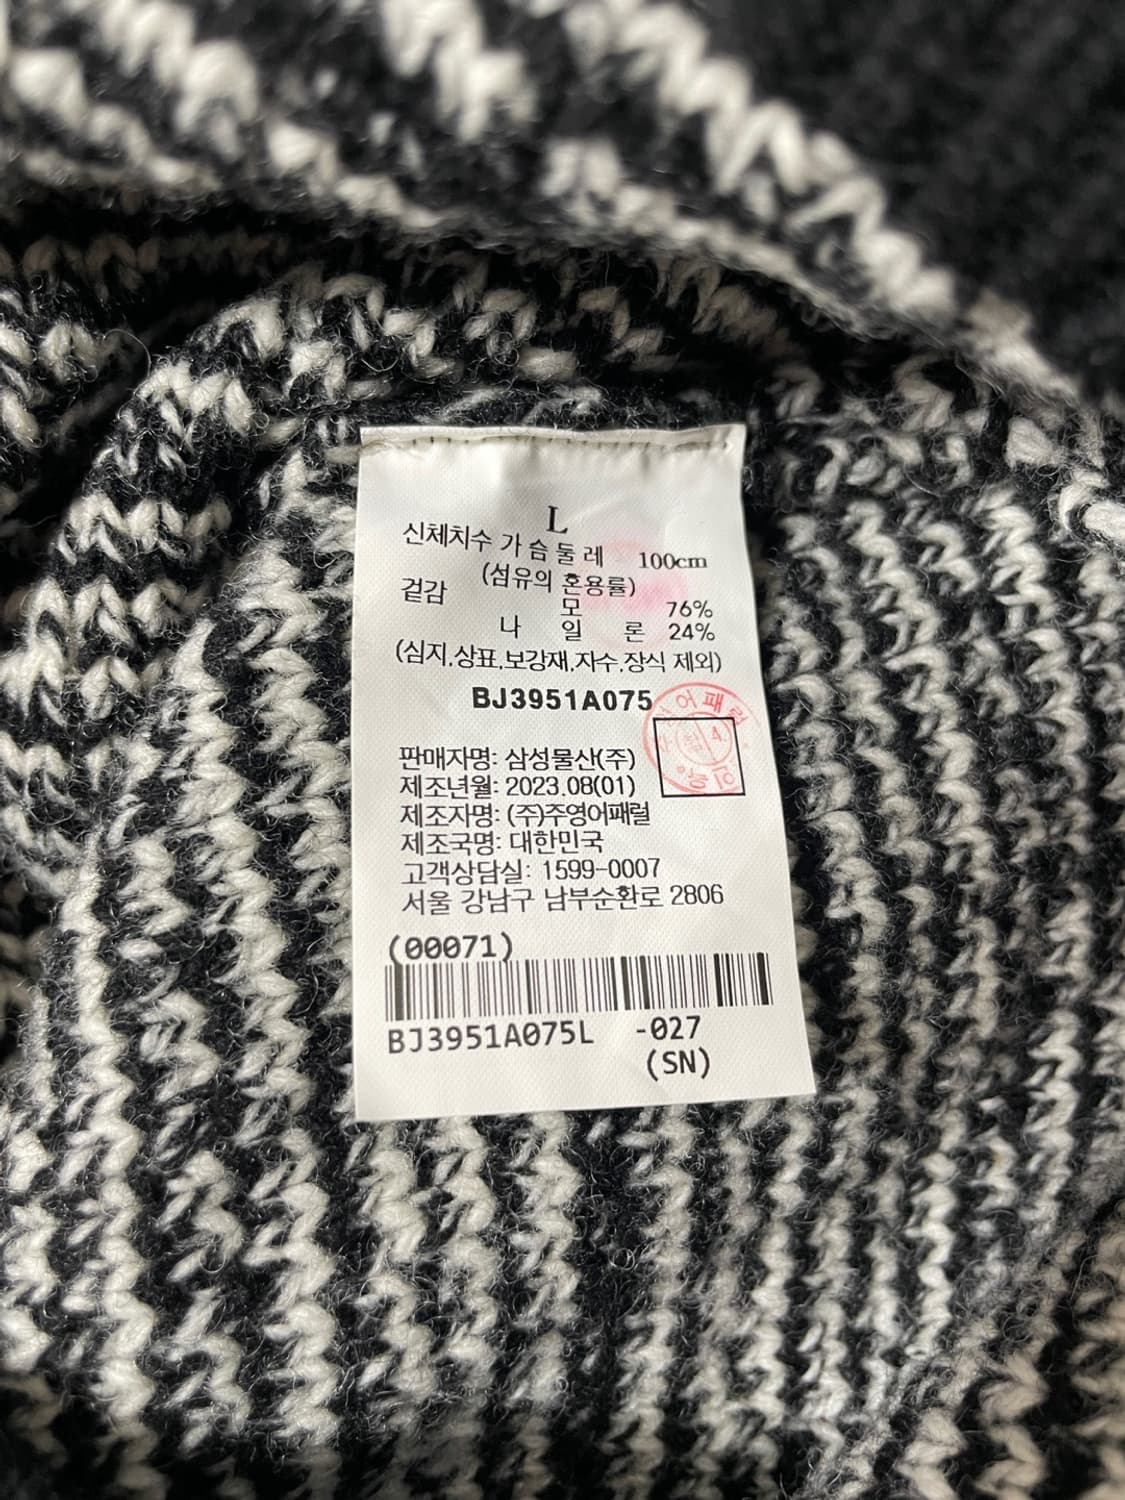 L
신체치수 가슴둘레 100cm
(섬유의 혼용률)
겉감
모 76%
나 일 론 24%
(심지,상표,보강재,자수,장식 제외)
BJ3951A075
어패럴
판매자명: 삼성물산(주)
제조년월: 2023.08(01)
제조자명: (주)주영어패럴
제조국명: 대한민국
고객상담실: 1599-0007
서울 강남구 남부순환로 2806
(00071)
BJ3951A075L -027
(SN)